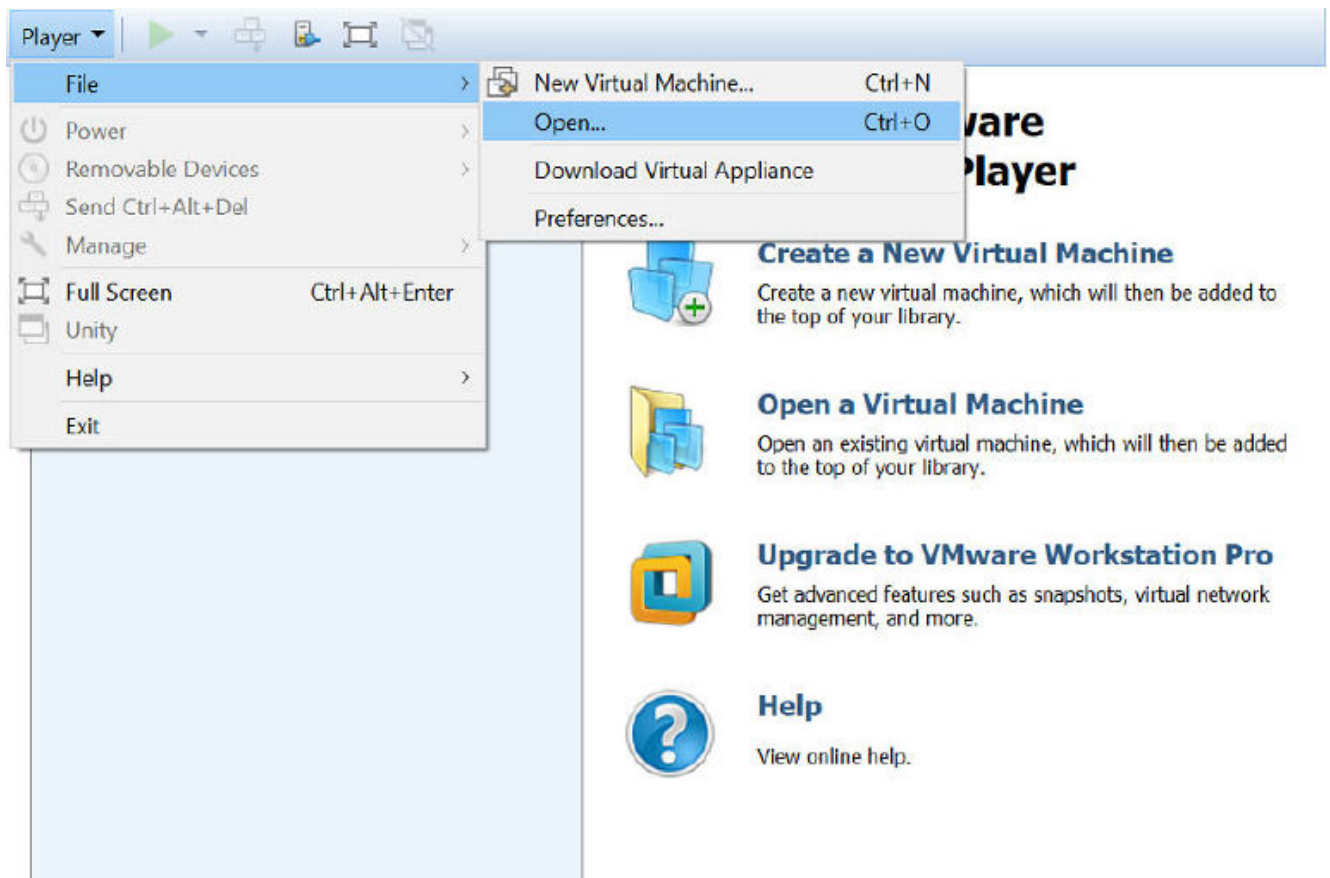 Player
File
New Virtual Machine... Ctrl+N
Open... Ctrl+O
Download Virtual Appliance
Preferences...
Power
Removable Devices
Send Ctrl+Alt+Del
Manage
Full Screen Ctrl+Alt+Enter
Unity
Help
Exit
ware
Player
Create a New Virtual Machine
Create a new virtual machine, which will then be added to
the top of your library.
Open a Virtual Machine
Open an existing virtual machine, which will then be added
to the top of your library.
Upgrade to VMware Workstation Pro
Get advanced features such as snapshots, virtual network
management, and more.
Help
View online help.